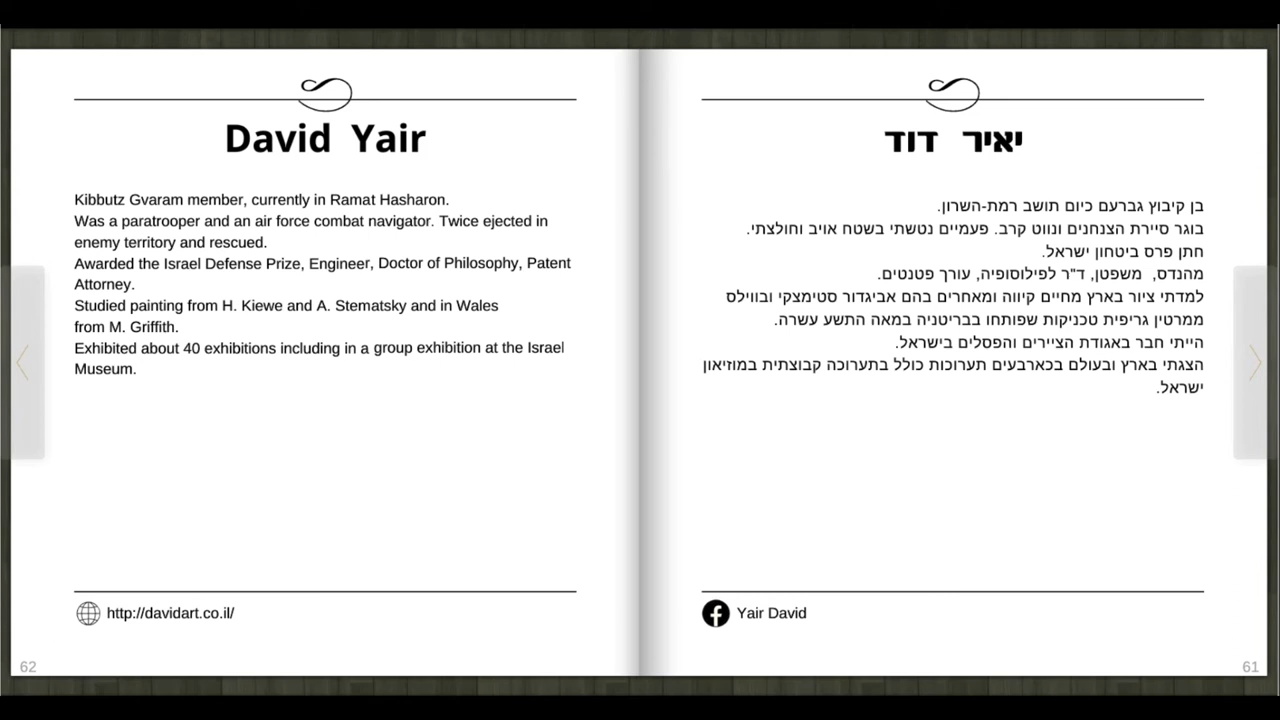 David Yair
Kibbutz Gvaram member, currently in Ramat Hasharon.
Was a paratrooper and an air force combat navigator. Twice ejected in
enemy territory and rescued.
Awarded the Israel Defense Prize, Engineer, Doctor of Philosophy, Patent
Attorney.
Studied painting from H. Kiewe and A. Stematsky and in Wales
from M. Griffith.
Exhibited about 40 exhibitions including in a group exhibition at the Israel
Museum.
http://davidart.co.il/
62
יאיר דוד
בן קיבוץ גברעם כיום תושב רמת-השרון.
בוגר סיירת הצנחנים ונווט קרב. פעמיים נטשתי בשטח אויב וחולצתי.
חתן פרס ביטחון ישראל.
מהנדס, משפטן, ד"ר לפילוסופיה, עורך פטנטים.
למדתי ציור בארץ מחיים קיווה ומאחרים בהם אביגדור סטימצקי ובווילס
ממרטין גריפית טכניקות שפותחו בבריטניה במאה התשע עשרה.
הייתי חבר באגודת הציירים והפסלים בישראל.
הצגתי בארץ ובעולם בכארבעים תערוכות כולל בתערוכה קבוצתית במוזיאון
ישראל.
Yair David
61